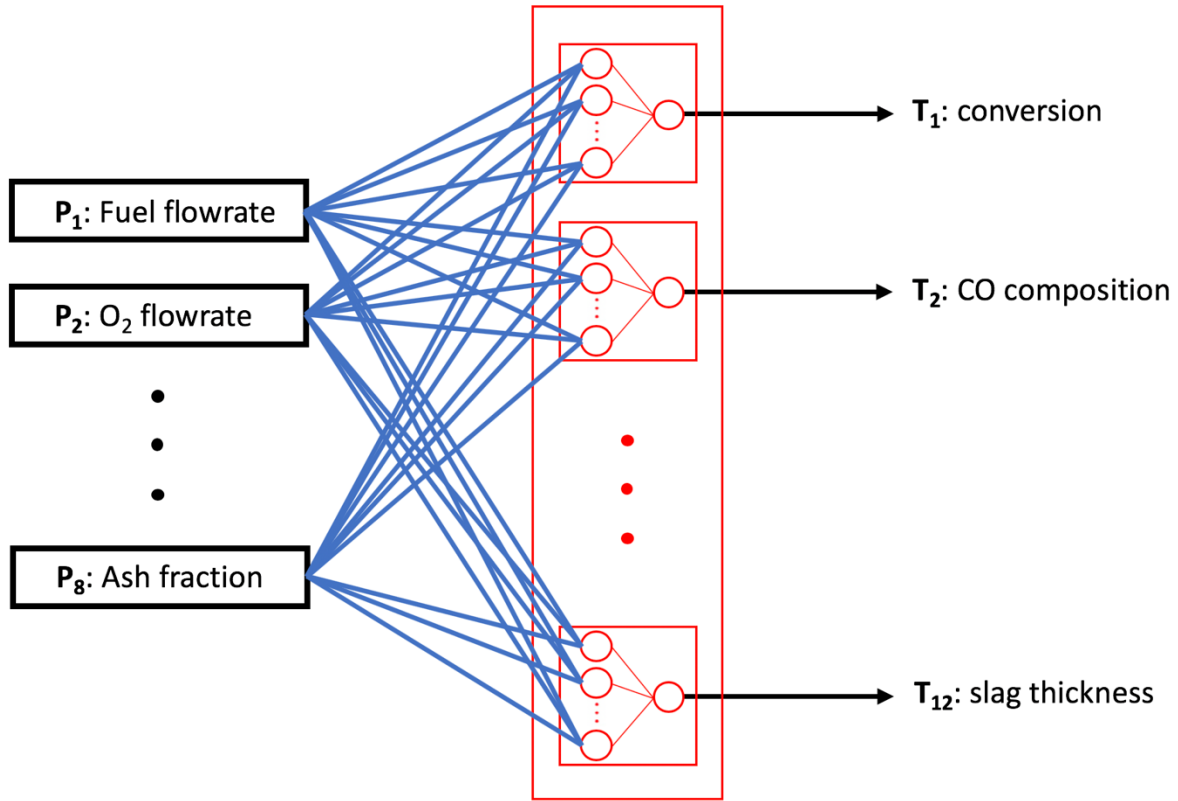 P₁: Fuel flowrate
P₂: O₂ flowrate
P₈: Ash fraction
T₁: conversion
T₂: CO composition
T₁₂: slag thickness